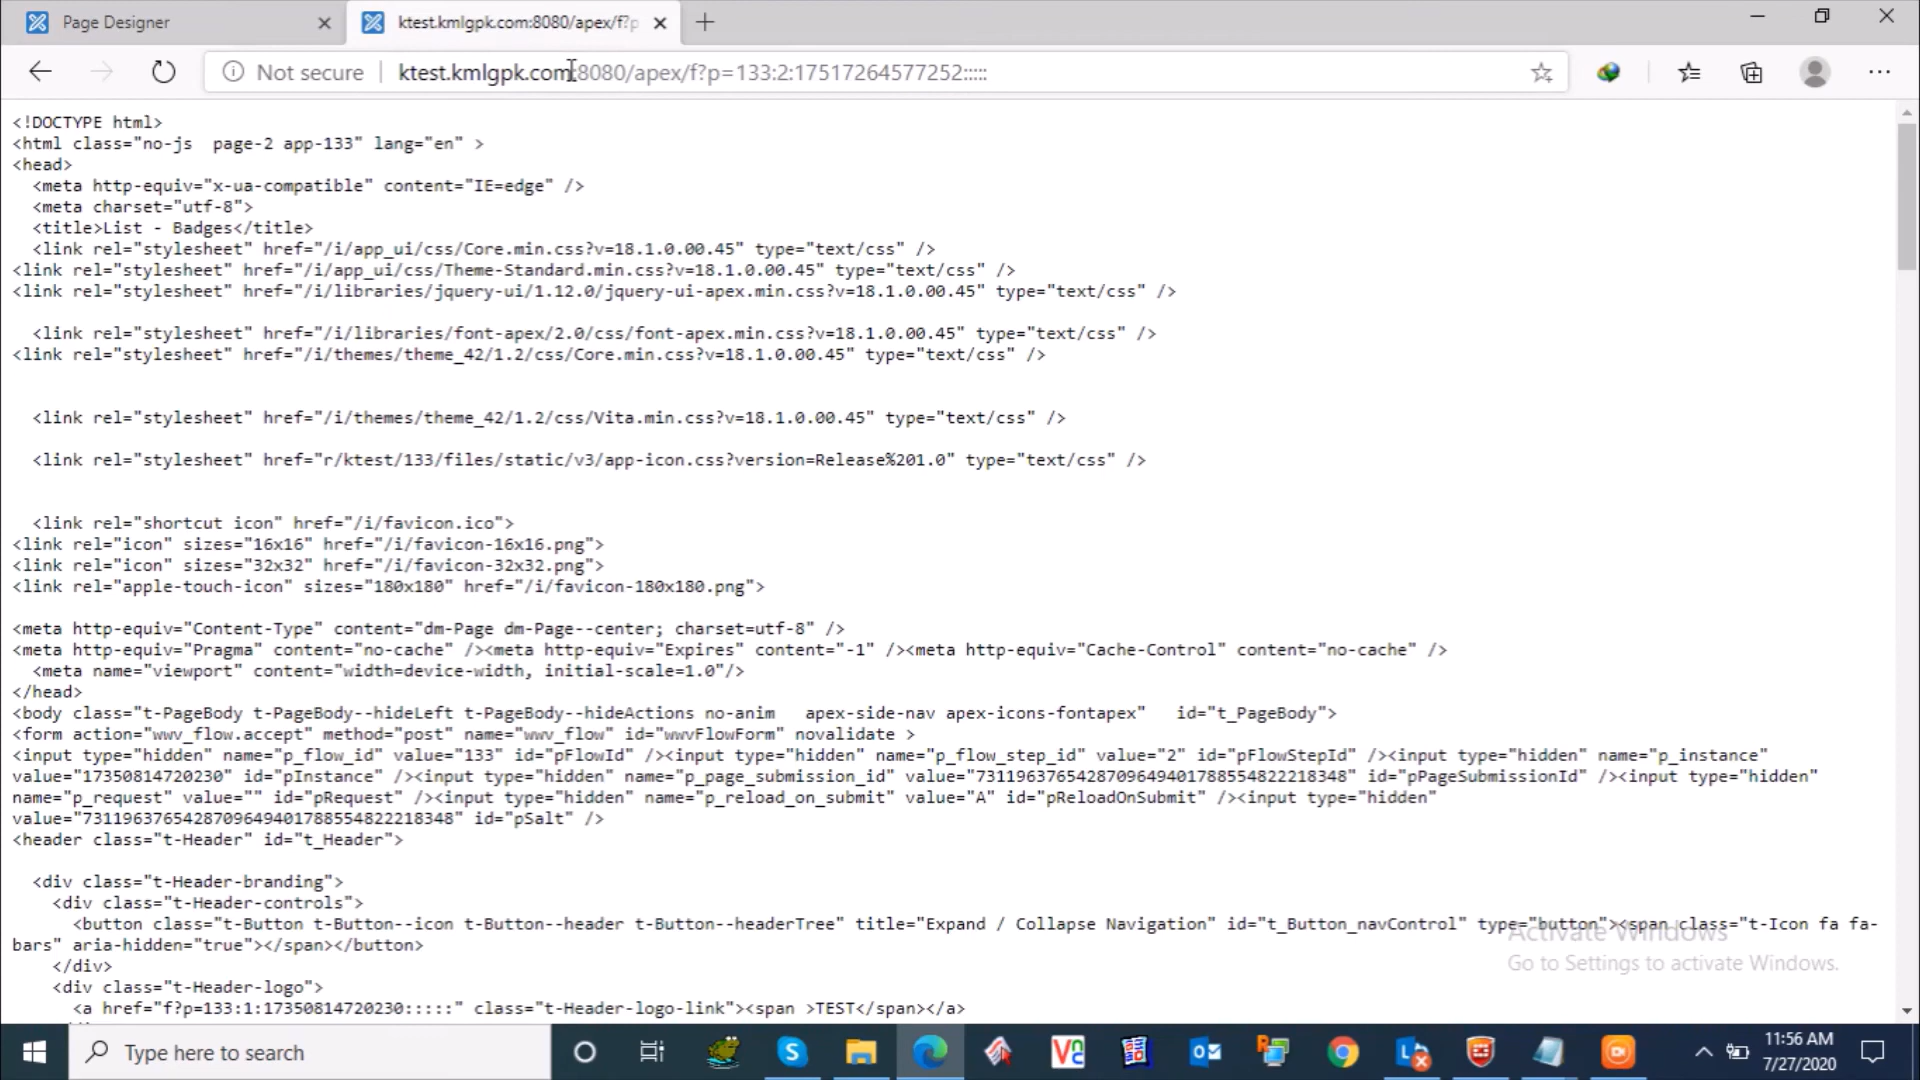 Page Designer
ktest.kmlgpk.com:8080/apex/f?p
Not secure
ktest.kmlgpk.com:8080/apex/f?p=133:2:17517264577252:::::
<!DOCTYPE html>
<html class="no-js  page-2 app-133" lang="en" >
<head>
<meta http-equiv="x-ua-compatible" content="IE=edge" />
<meta charset="utf-8">
<title>List - Badges</title>
<link rel="stylesheet" href="/i/app_ui/css/Core.min.css?v=18.1.0.00.45" type="text/css" />
<link rel="stylesheet" href="/i/app_ui/css/Theme-Standard.min.css?v=18.1.0.00.45" type="text/css" />
<link rel="stylesheet" href="/i/libraries/jquery-ui/1.12.0/jquery-ui-apex.min.css?v=18.1.0.00.45" type="text/css" />
<link rel="stylesheet" href="/i/libraries/font-apex/2.0/css/font-apex.min.css?v=18.1.0.00.45" type="text/css" />
<link rel="stylesheet" href="/i/themes/theme_42/1.2/css/Core.min.css?v=18.1.0.00.45" type="text/css" />
<link rel="stylesheet" href="/i/themes/theme_42/1.2/css/Vita.min.css?v=18.1.0.00.45" type="text/css" />
<link rel="stylesheet" href="r/ktest/133/files/static/v3/app-icon.css?version=Release%201.0" type="text/css" />
<link rel="shortcut icon" href="/i/favicon.ico">
<link rel="icon" sizes="16x16" href="/i/favicon-16x16.png">
<link rel="icon" sizes="32x32" href="/i/favicon-32x32.png">
<link rel="apple-touch-icon" sizes="180x180" href="/i/favicon-180x180.png">
<meta http-equiv="Content-Type" content="dm-Page dm-Page--center; charset=utf-8" />
<meta http-equiv="Pragma" content="no-cache" /><meta http-equiv="Expires" content="-1" /><meta http-equiv="Cache-Control" content="no-cache" />
<meta name="viewport" content="width=device-width, initial-scale=1.0"/>
</head>
<body class="t-PageBody t-PageBody--hideLeft t-PageBody--hideActions no-anim   apex-side-nav apex-icons-fontapex"   id="t_PageBody">
<form action="wwv_flow.accept" method="post" name="wwv_flow" id="wwvFlowForm" novalidate >
<input type="hidden" name="p_flow_id" value="133" id="pFlowId" /><input type="hidden" name="p_flow_step_id" value="2" id="pFlowStepId" /><input type="hidden" name="p_instance"
value="17350814720230" id="pInstance" /><input type="hidden" name="p_page_submission_id" value="7311963765428709649401788554822218348" id="pPageSubmissionId" /><input type="hidden"
name="p_request" value="" id="pRequest" /><input type="hidden" name="p_reload_on_submit" value="A" id="pReloadOnSubmit" /><input type="hidden"
value="7311963765428709649401788554822218348" id="pSalt" />
<header class="t-Header" id="t_Header">
<div class="t-Header-branding">
<div class="t-Header-controls">
<button class="t-Button t-Button--icon t-Button--header t-Button--headerTree" title="Expand / Collapse Navigation" id="t_Button_navControl" type="button"><span class="t-Icon fa fa-
bars" aria-hidden="true"></span></button>
</div>
<div class="t-Header-logo">
<a href="f?p=133:1:17350814720230:::::" class="t-Header-logo-link"><span >TEST</span></a>
Activate Windows
Go to Settings to activate Windows.
Type here to search
11:56 AM
7/27/2020